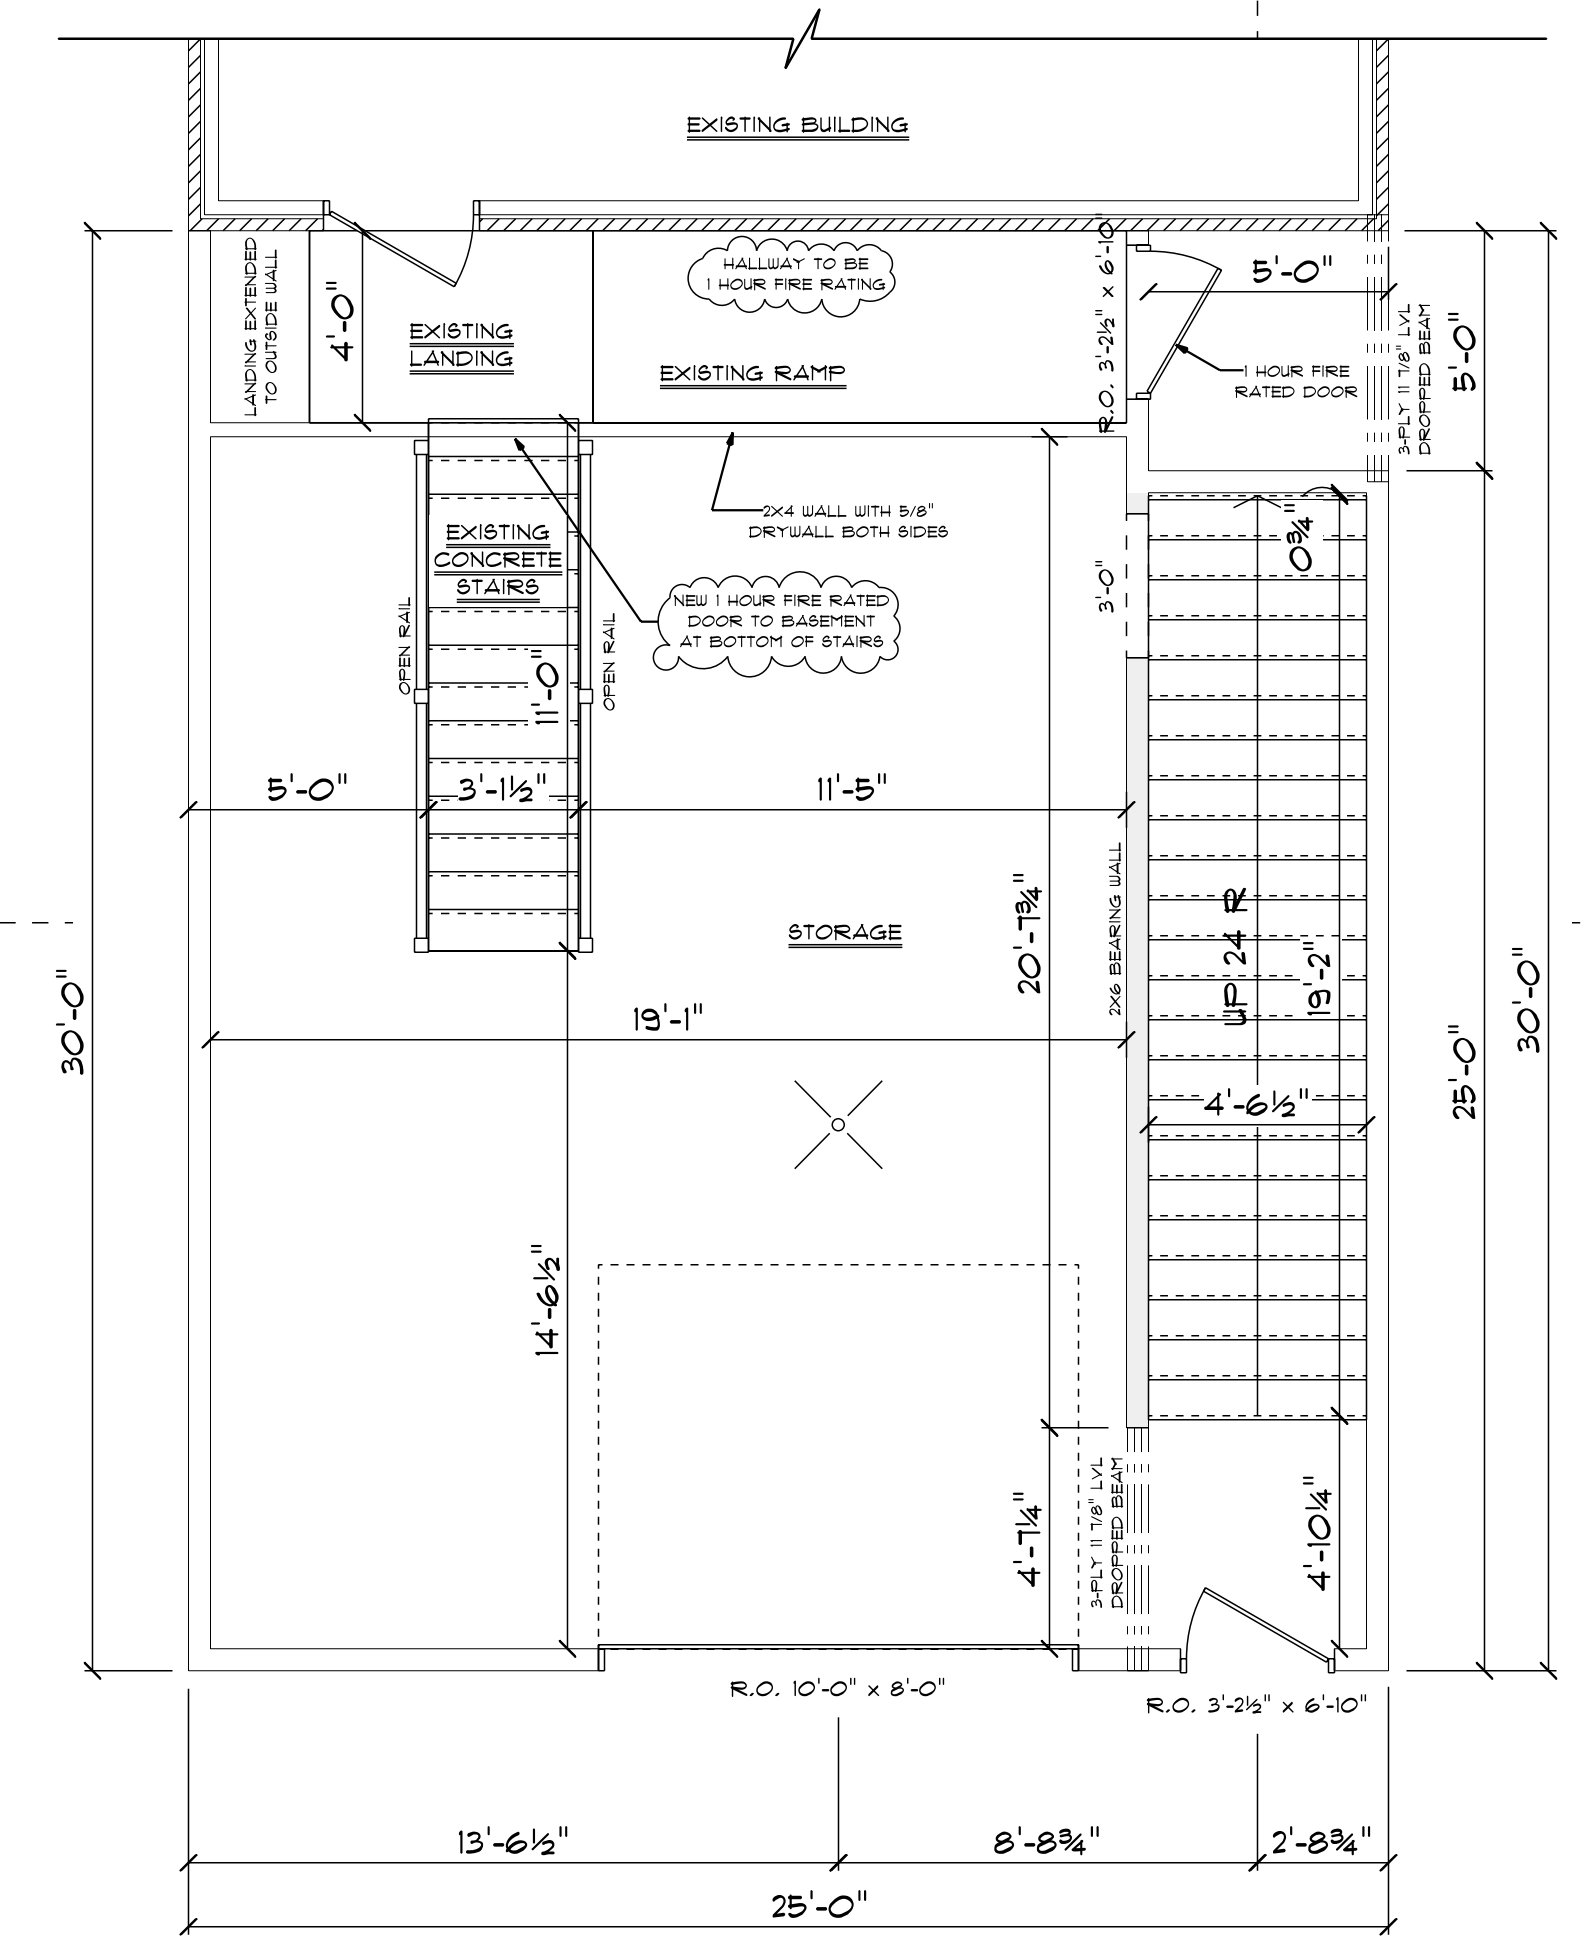 EXISTING BUILDING
HALLWAY TO BE
1 HOUR FIRE RATING
LANDING EXTENDED
TO OUTSIDE WALL
4'-0"
EXISTING
LANDING
EXISTING RAMP
R.O. 3'-2½" x 6'-10"
5'-0"
1 HOUR FIRE
RATED DOOR
3-PLY 11 7/8" LVL
DROPPED BEAM
5'-0"
2X4 WALL WITH 5/8"
DRYWALL BOTH SIDES
EXISTING
CONCRETE
STAIRS
0¾"
3'-0"
NEW 1 HOUR FIRE RATED
DOOR TO BASEMENT
AT BOTTOM OF STAIRS
OPEN RAIL
OPEN RAIL
11'-0"
5'-0"
3'-1½"
11'-5"
STORAGE
20'-7¾"
2X6 BEARING WALL
UP 24 R
19'-2"
30'-0"
19'-1"
25'-0"
30'-0"
4'-6½"
14'-6½"
4'-7¼"
3-PLY 11 7/8" LVL
DROPPED BEAM
4'-10¼"
R.O. 10'-0" x 8'-0"
R.O. 3'-2½" x 6'-10"
13'-6½"
8'-8¾"
2'-8¾"
25'-0"